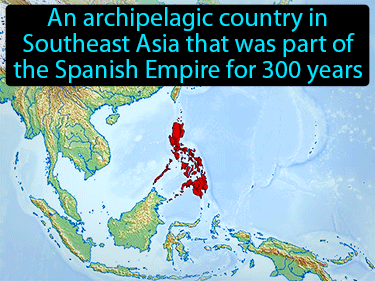 An archipelagic country in
Southeast Asia that was part of
the Spanish Empire for 300 years